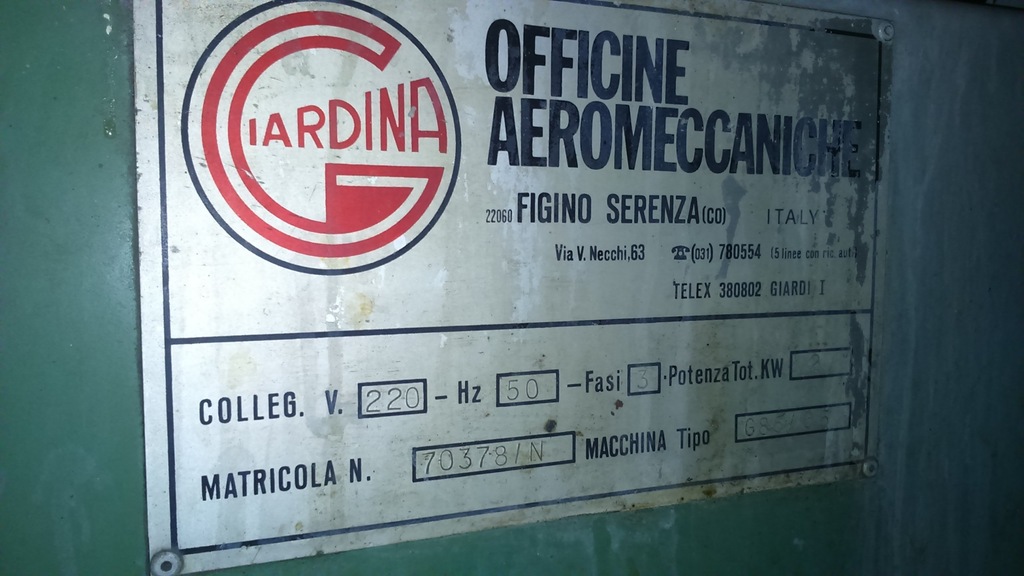 GIARDINA
OFFICINE
AEROMECCANICHE
22060 FIGINO SERENZA (CO) ITALY
Via V. Necchi, 63 ☎ (031) 780554 (5 linee con ric. aut.)
TELEX 380802 GIARDI I
COLLEG. V. 220 - Hz 50 - Fasi 3 · Potenza Tot. KW 2
MATRICOLA N. 70378/N MACCHINA Tipo